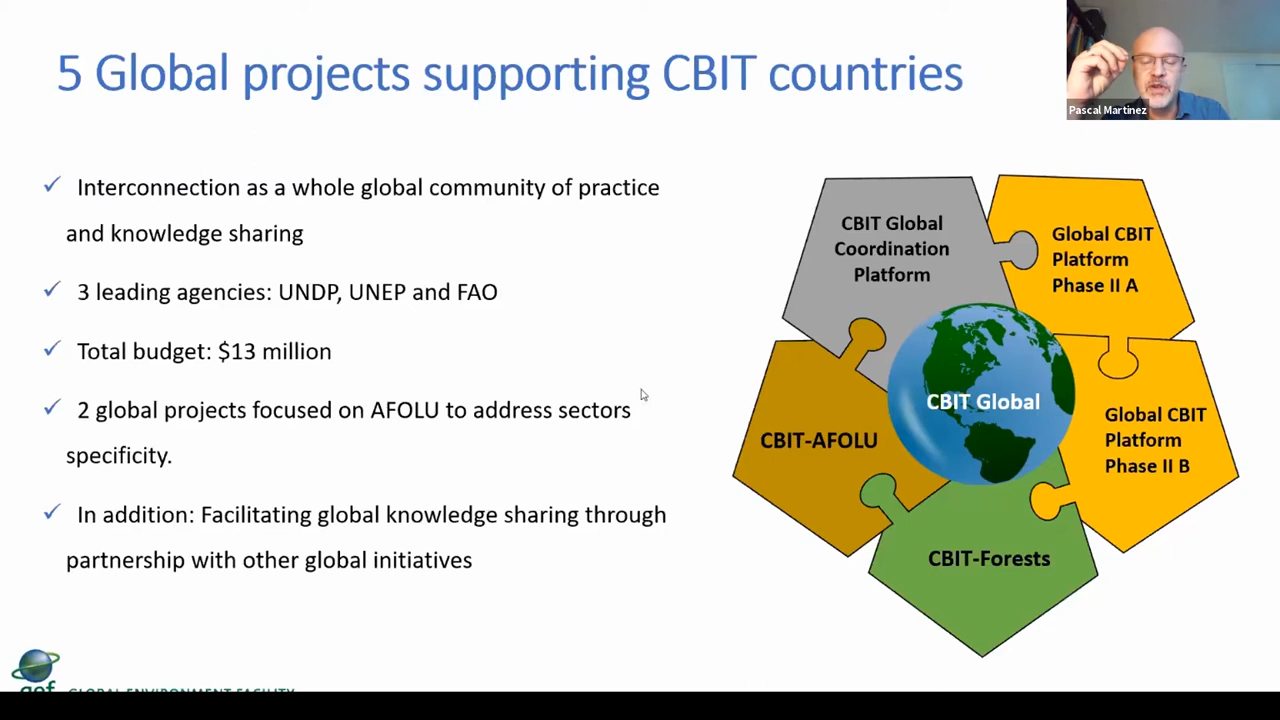 5 Global projects supporting CBIT countries
Pascal Martinez
✓ Interconnection as a whole global community of practice
and knowledge sharing
✓ 3 leading agencies: UNDP, UNEP and FAO
✓ Total budget: $13 million
✓ 2 global projects focused on AFOLU to address sectors
specificity.
✓ In addition: Facilitating global knowledge sharing through
partnership with other global initiatives
CBIT Global
Coordination
Platform
Global CBIT
Platform
Phase II A
CBIT Global
CBIT-AFOLU
Global CBIT
Platform
Phase II B
CBIT-Forests
gef GLOBAL ENVIRONMENT FACILITY